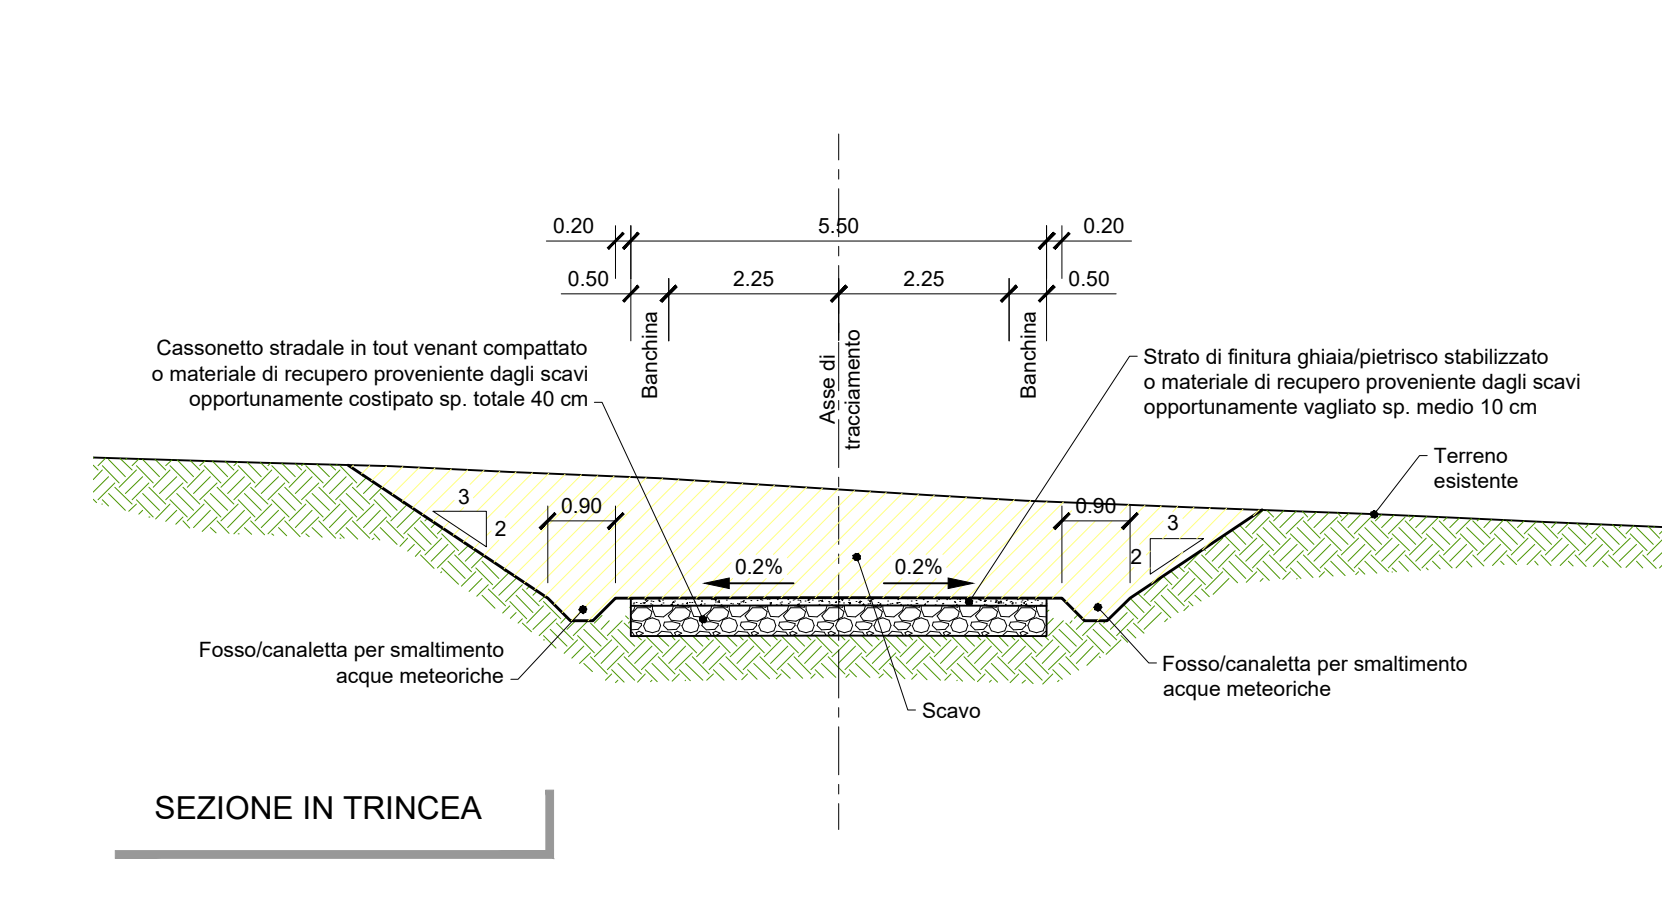 0.20
5.50
0.20
0.50
2.25
2.25
0.50
Banchina
Asse di
tracciamento
Banchina
Cassonetto stradale in tout venant compattato
o materiale di recupero proveniente dagli scavi
opportunamente costipato sp. totale 40 cm
Strato di finitura ghiaia/pietrisco stabilizzato
o materiale di recupero proveniente dagli scavi
opportunamente vagliato sp. medio 10 cm
Terreno
esistente
3
2
0.90
0.90
3
2
0.2%
0.2%
Fosso/canaletta per smaltimento
acque meteoriche
Fosso/canaletta per smaltimento
acque meteoriche
Scavo
SEZIONE IN TRINCEA